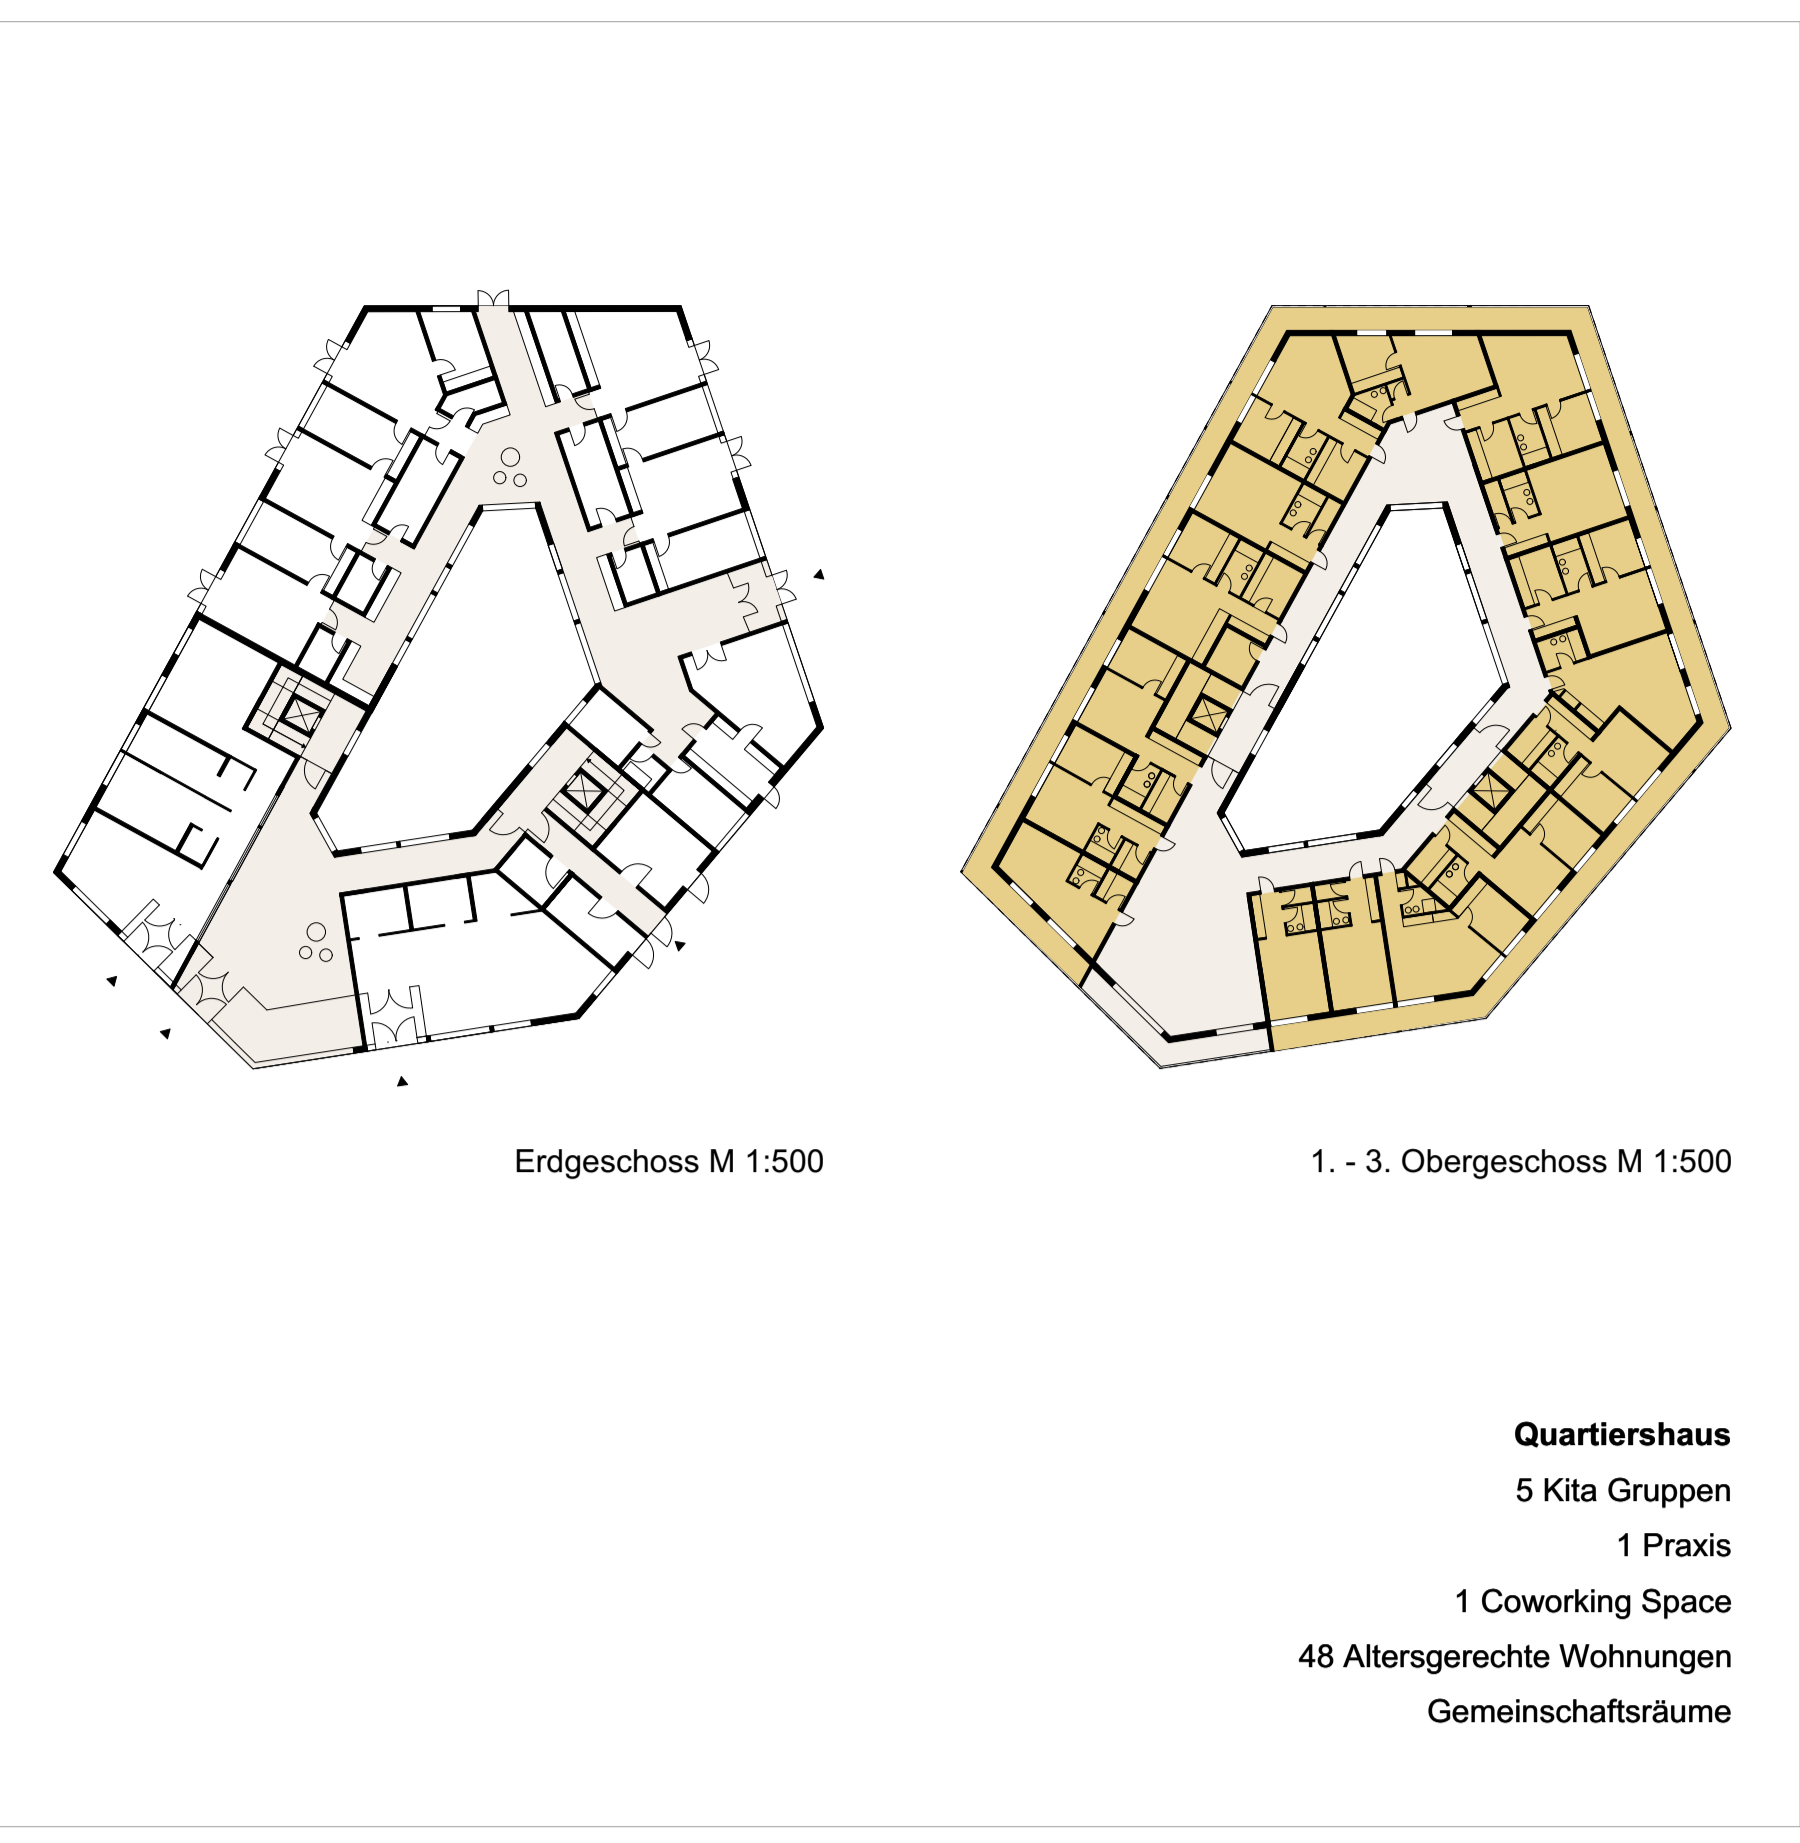 Erdgeschoss M 1:500
1. - 3. Obergeschoss M 1:500
Quartiershaus
5 Kita Gruppen
1 Praxis
1 Coworking Space
48 Altersgerechte Wohnungen
Gemeinschaftsräume